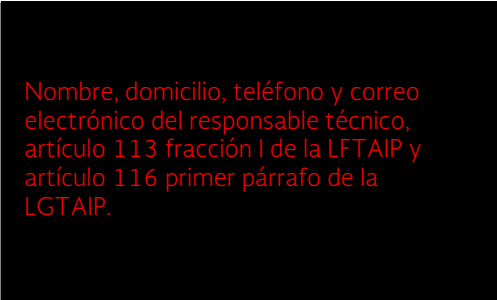 Nombre, domicilio, teléfono y correo
electrónico del responsable técnico,
artículo 113 fracción I de la LFTAIP y
artículo 116 primer párrafo de la
LGTAIP.